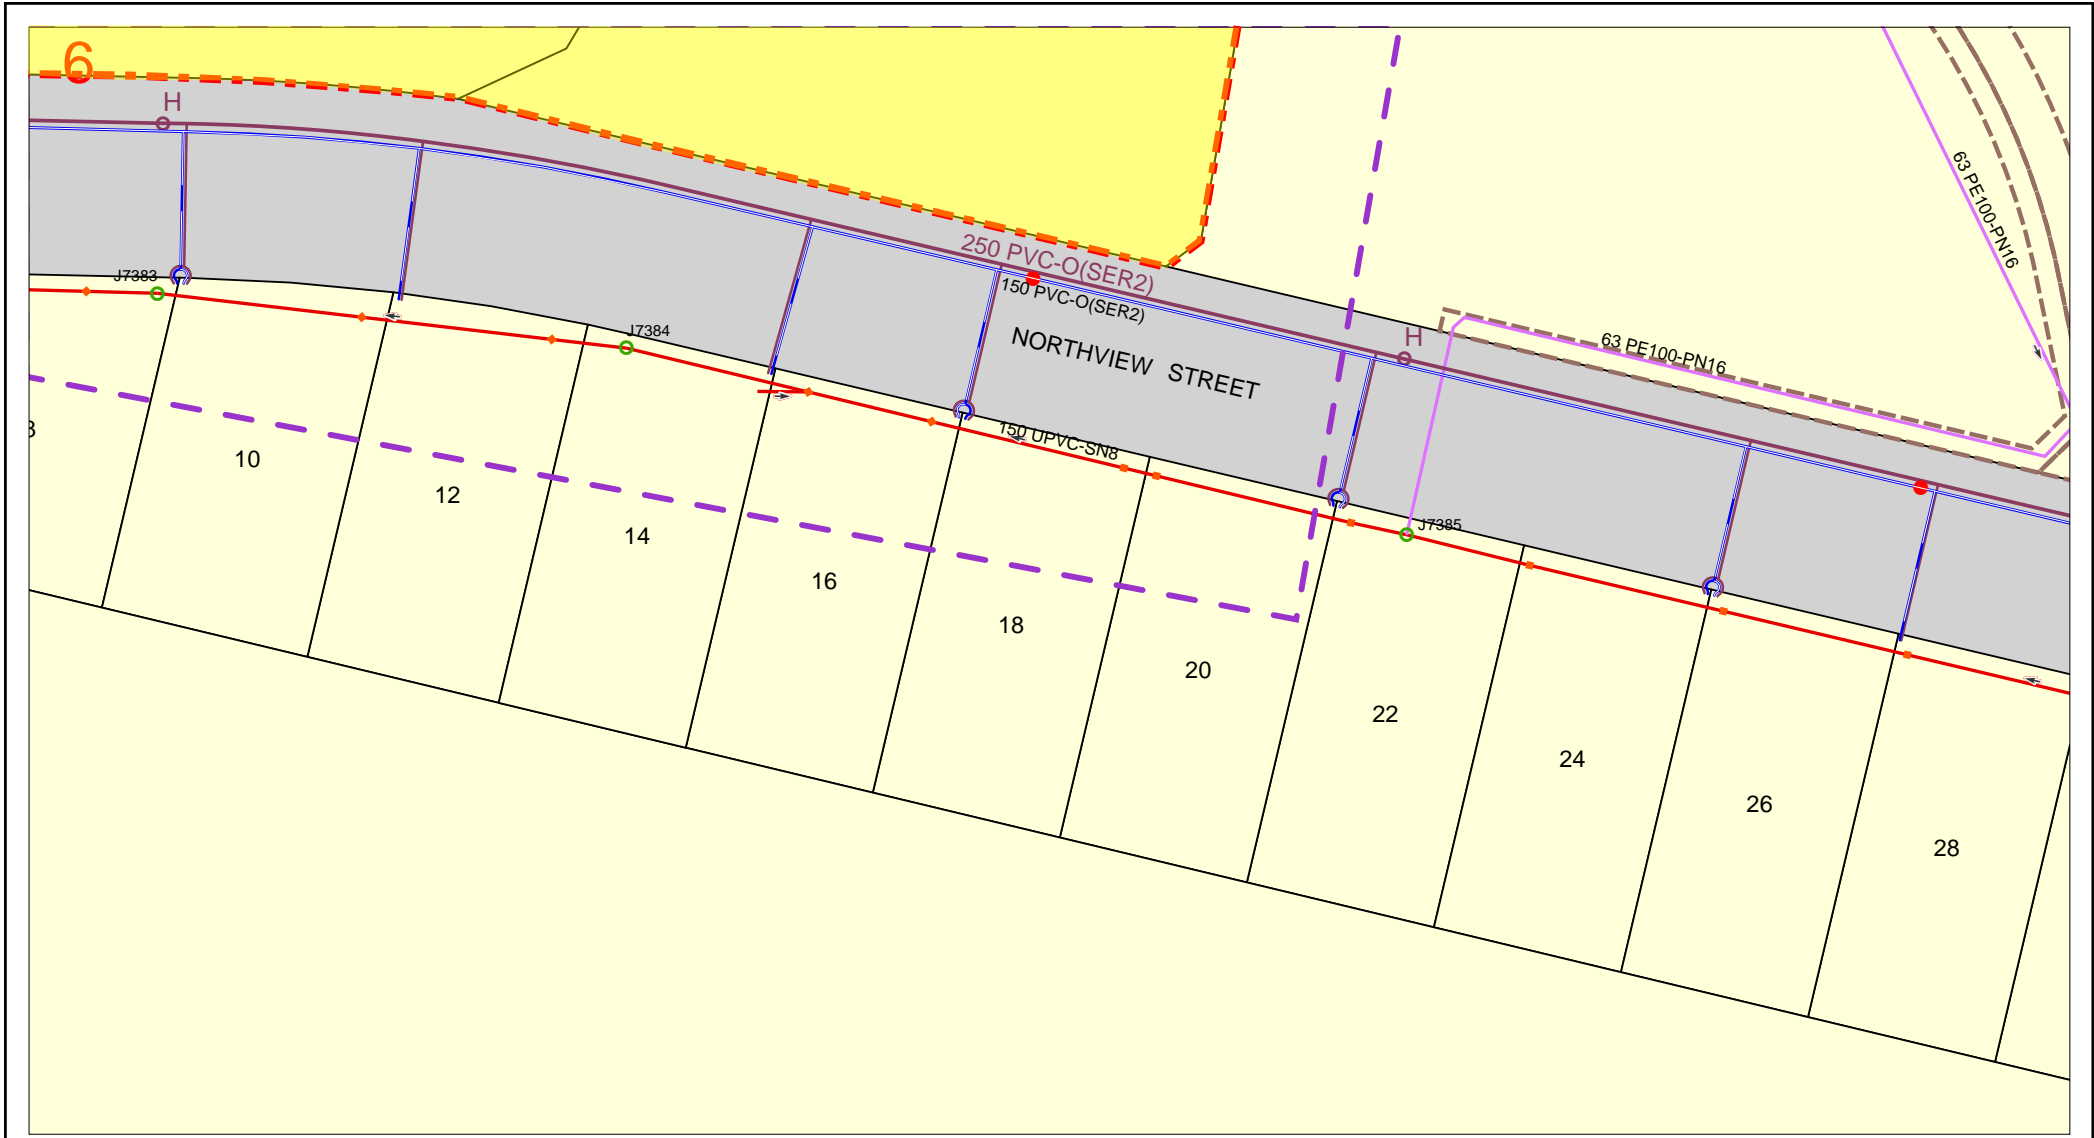 6
H
63 PE100-PN16
250 PVC-O(SER2)
J7383
150 PVC-O(SER2)
J7384
H
NORTHVIEW STREET
63 PE100-PN16
150 UPVC-SN8
10
12
J7385
14
16
18
20
22
24
26
28